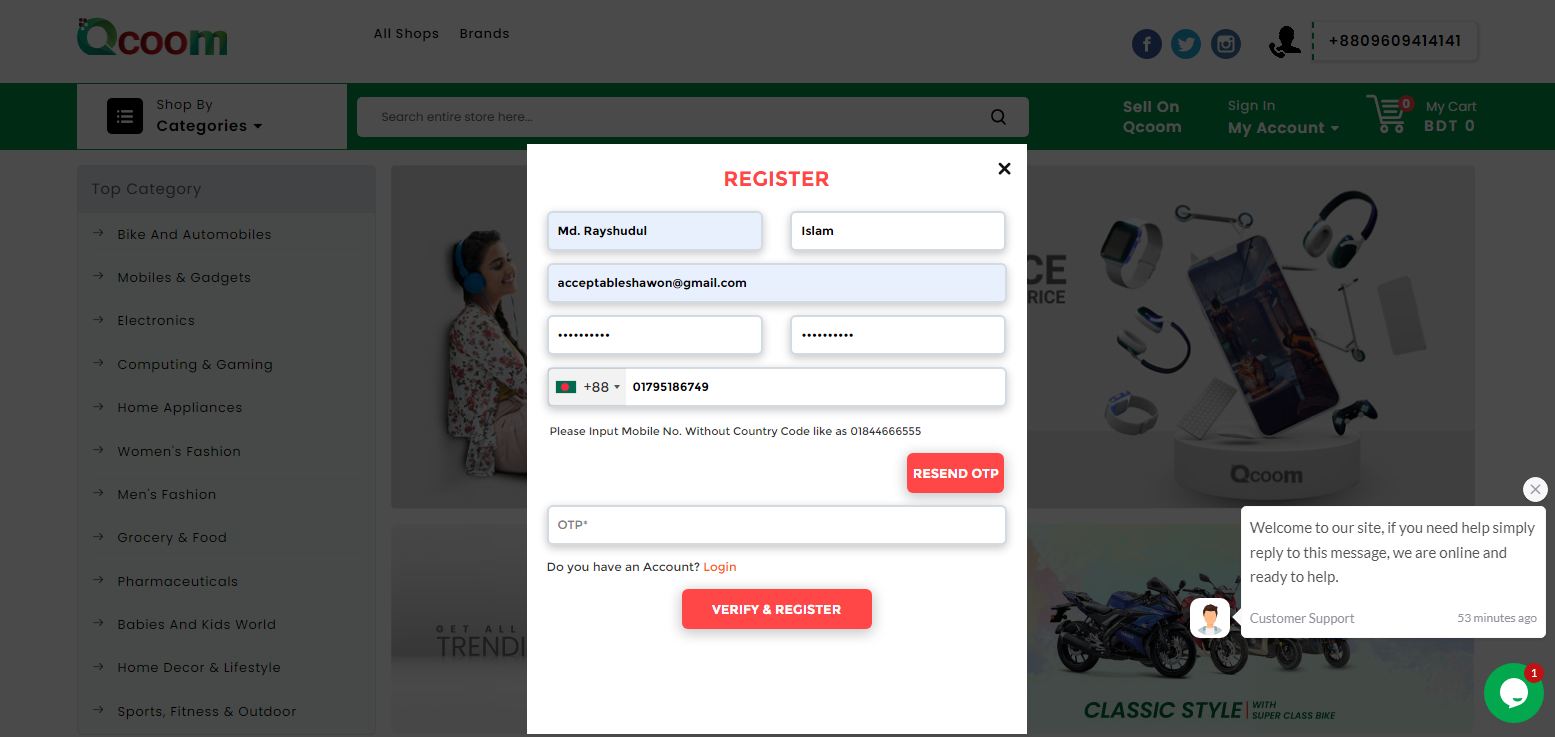 Qcoom
All Shops Brands
+8809609414141
Shop By
Categories
Search entire store here...
Sell On
Qcoom
Sign In
My Account
0
My Cart
BDT 0
Top Category
Bike And Automobiles
Mobiles & Gadgets
Electronics
Computing & Gaming
Home Appliances
Women's Fashion
Men's Fashion
Grocery & Food
Pharmaceuticals
Babies And Kids World
Home Decor & Lifestyle
Sports, Fitness & Outdoor
REGISTER
Md. Rayshudul
Islam
acceptableshawon@gmail.com
•••••••••• ••••••••••
+88 01795186749
Please Input Mobile No. Without Country Code like as 01844666555
RESEND OTP
OTP*
Do you have an Account? Login
VERIFY & REGISTER
Qcoom
GET ALL
CLASSIC STYLE
WITH
SUPER CLASS BIKE
Welcome to our site, if you need help simply
reply to this message, we are online and
ready to help.
Customer Support 53 minutes ago
1